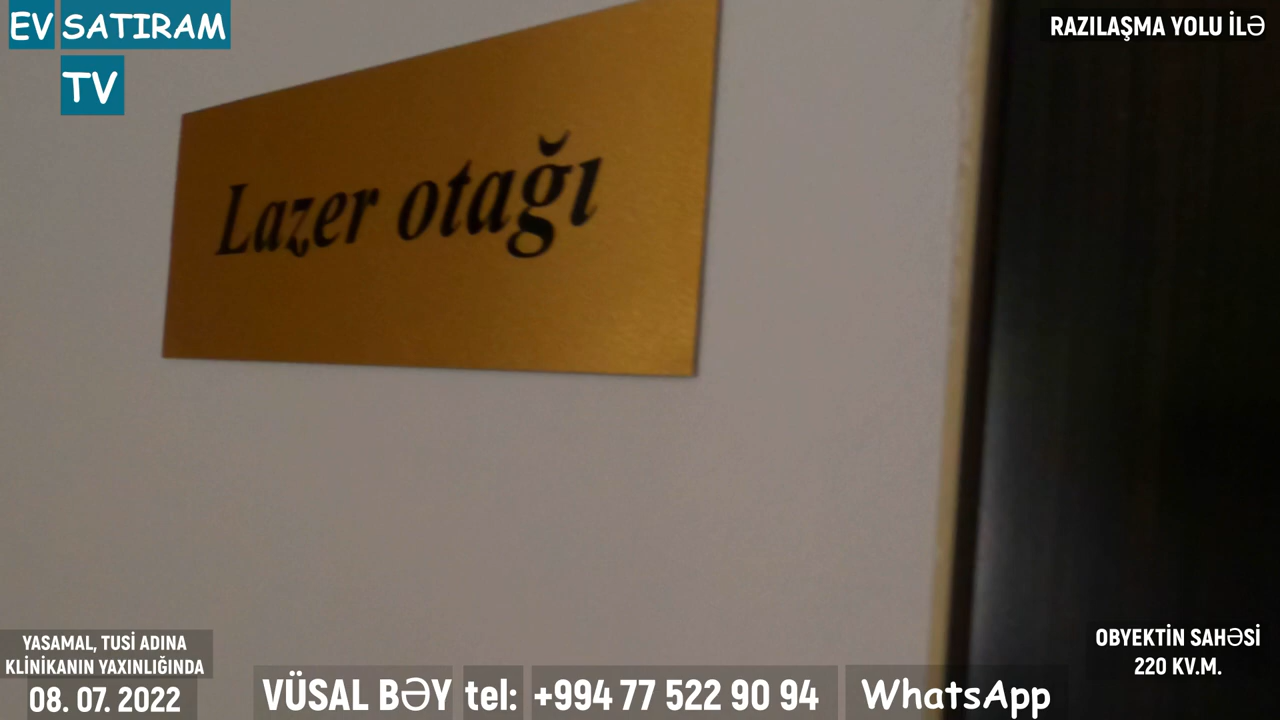 EV SATIRAM
TV
RAZILAŞMA YOLU İLƏ
Lazer otağı
YASAMAL, TUSİ ADINA
KLİNİKANIN YAXINLIĞINDA
08. 07. 2022
VÜSAL BƏY tel: +994 77 522 90 94 WhatsApp
OBYEKTİN SAHƏSİ
220 KV.M.